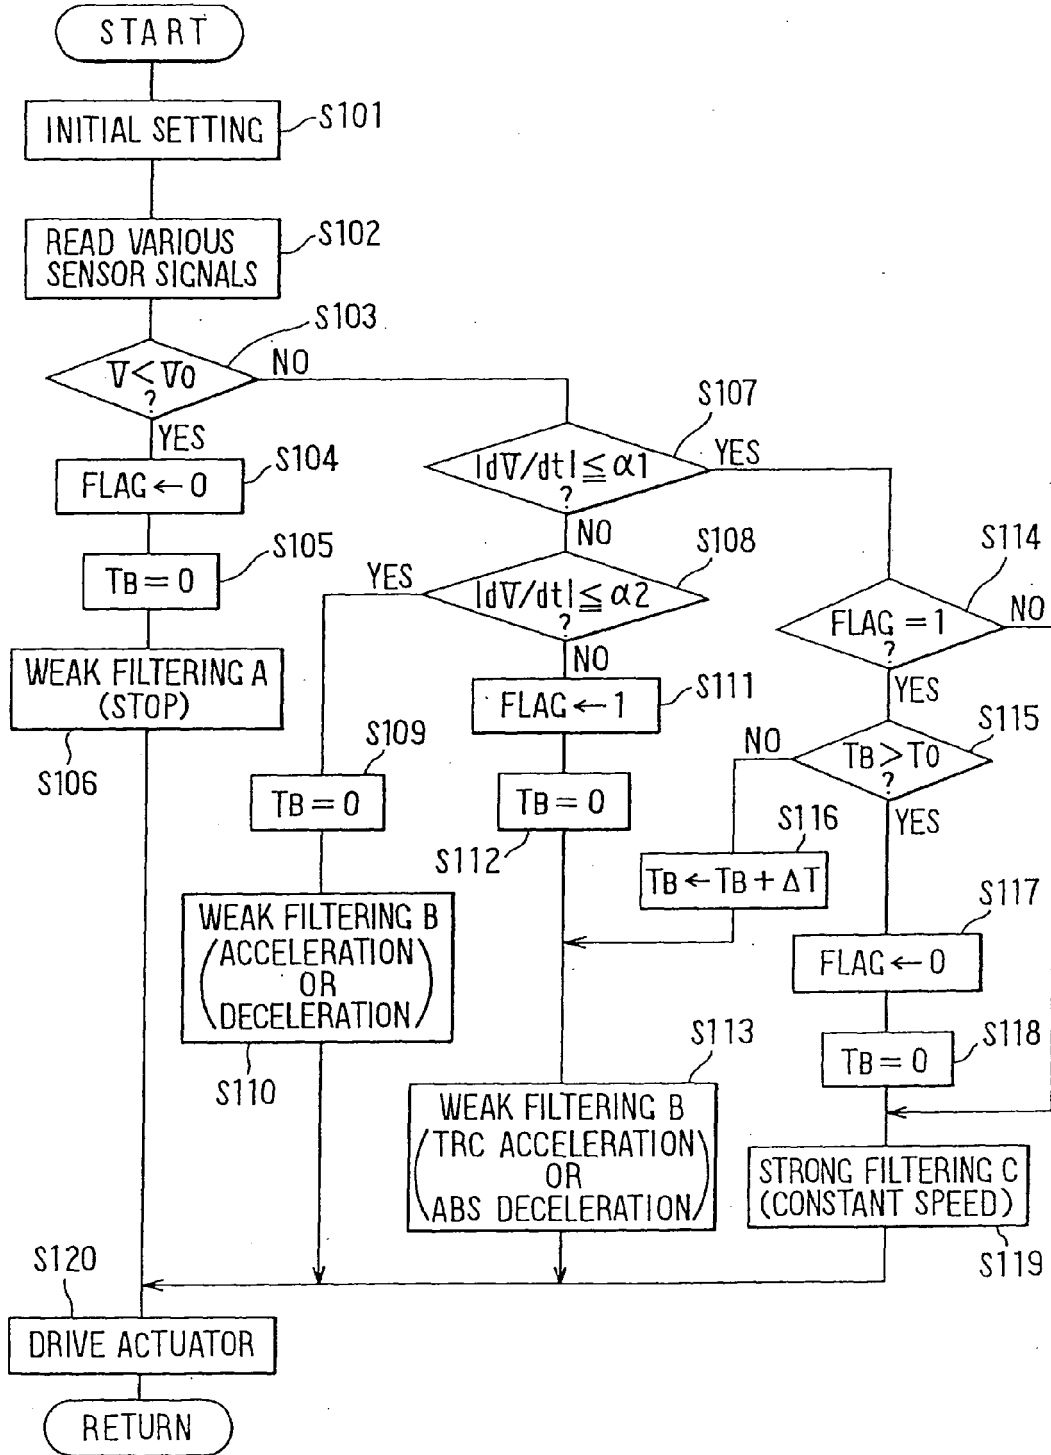 START
INITIAL SETTING
S101
READ VARIOUS
SENSOR SIGNALS
S102
S103
V < V0
?
NO
YES
FLAG ← 0
S104
TB = 0
S105
WEAK FILTERING A
(STOP)
S106
S107
|dV/dt| ≦ α1
?
YES
NO
S108
|dV/dt| ≦ α2
?
YES
NO
S109
TB = 0
WEAK FILTERING B
(ACCELERATION
OR
DECELERATION)
S110
FLAG ← 1
S111
TB = 0
S112
S113
WEAK FILTERING B
(TRC ACCELERATION
OR
ABS DECELERATION)
S114
FLAG = 1
?
NO
YES
S115
TB > T0
?
NO
YES
S116
TB ← TB + ΔT
S117
FLAG ← 0
S118
TB = 0
STRONG FILTERING C
(CONSTANT SPEED)
S119
S120
DRIVE ACTUATOR
RETURN